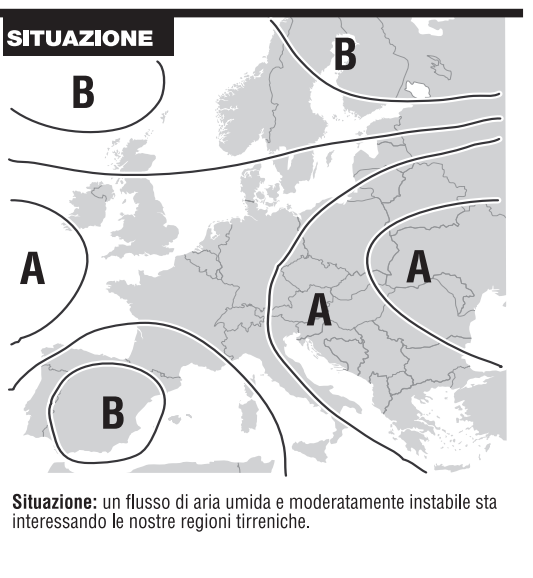 SITUAZIONE
B
B
A
A
A
B
Situazione: un flusso di aria umida e moderatamente instabile sta
interessando le nostre regioni tirreniche.